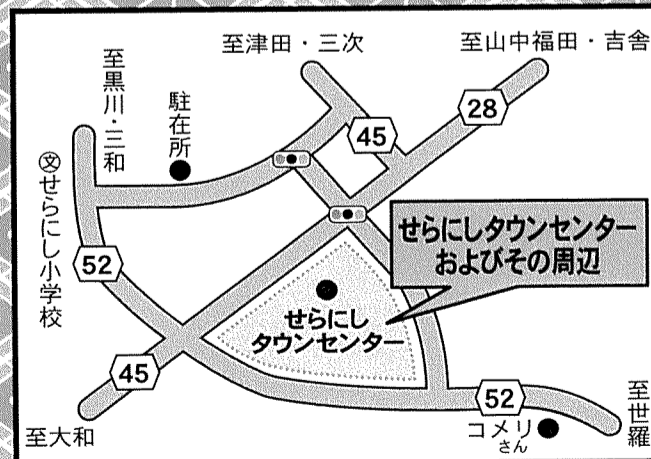 至津田・三次
至山中福田・吉舎
至黒川・三和
駐在所
28
45
文せらにし小学校
52
せらにしタウンセンター
およびその周辺
せらにし
タウンセンター
45
52
至大和
コメリ
さん
至世羅